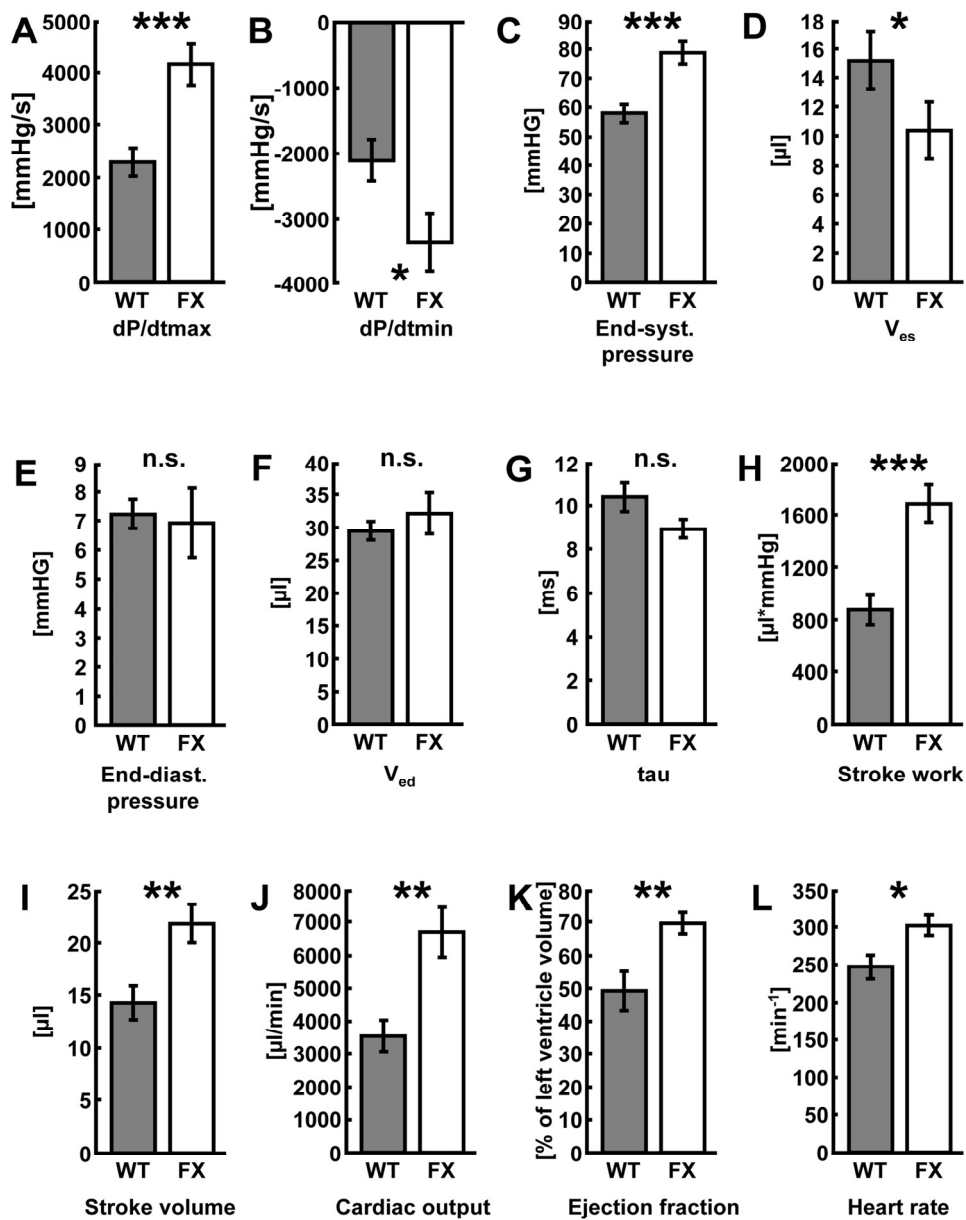 A
***
5000
4000
3000
2000
1000
0
[mmHg/s]
WT FX
dP/dtmax
B
0
-1000
-2000
-3000
-4000
[mmHg/s]
*
WT FX
dP/dtmin
C
***
90
80
70
60
50
40
30
20
10
0
[mmHG]
WT FX
End-syst.
pressure
D
*
18
16
14
12
10
8
6
4
2
0
[µl]
WT FX
Ves
E
n.s.
9
8
7
6
5
4
3
2
1
0
[mmHG]
WT FX
End-diast.
pressure
F
n.s.
40
35
30
25
20
15
10
5
0
[µl]
WT FX
Ved
G
n.s.
12
10
8
6
4
2
0
[ms]
WT FX
tau
H
***
2000
1600
1200
800
400
0
[µl*mmHg]
WT FX
Stroke work
I
**
25
20
15
10
5
0
[µl]
WT FX
Stroke volume
J
**
8000
7000
6000
5000
4000
3000
2000
1000
0
[µl/min]
WT FX
Cardiac output
K
**
80
70
60
50
40
30
20
10
0
[% of left ventricle volume]
WT FX
Ejection fraction
L
*
350
300
250
200
150
100
50
0
[min⁻¹]
WT FX
Heart rate